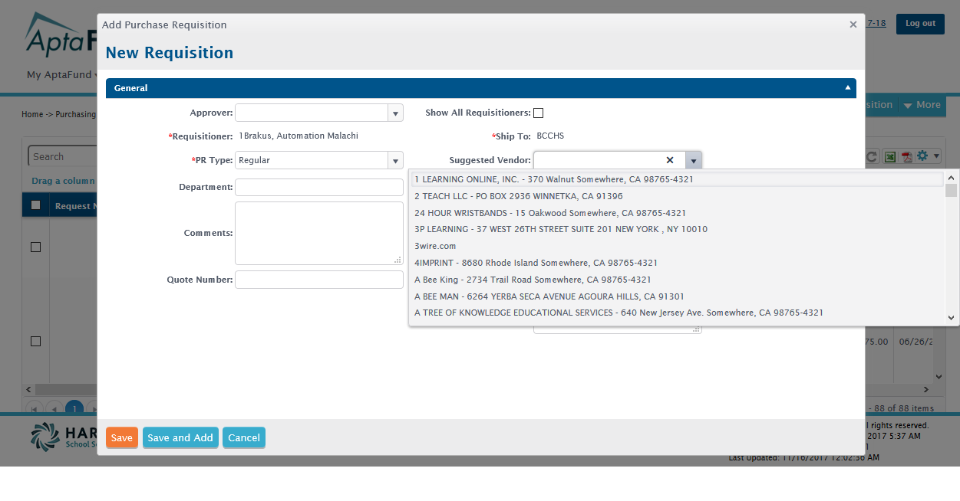 Add Purchase Requisition
×
7-18
Log out
Apta
New Requisition
My AptaFund
General
Home -> Purchasing
More
Approver:
Show All Requisitioners:
*Requisitioner: 1Brakus, Automation Malachi
*Ship To: BCCHS
Search
*PR Type: Regular
Suggested Vendor:
Drag a column
Department:
1 LEARNING ONLINE, INC. - 370 Walnut Somewhere, CA 98765-4321
2 TEACH LLC - PO BOX 2936 WINNETKA, CA 91396
Request
24 HOUR WRISTBANDS - 15 Oakwood Somewhere, CA 98765-4321
Comments:
3P LEARNING - 37 WEST 26TH STREET SUITE 201 NEW YORK , NY 10010
3wire.com
4IMPRINT - 8680 Rhode Island Somewhere, CA 98765-4321
Quote Number:
A Bee King - 2734 Trail Road Somewhere, CA 98765-4321
A BEE MAN - 6264 YERBA SECA AVENUE AGOURA HILLS, CA 91301
A TREE OF KNOWLEDGE EDUCATIONAL SERVICES - 640 New Jersey Ave. Somewhere, CA 98765-4321
75.00 06/26/2
1
- 88 of 88 items
HAR
School S
Save
Save and Add
Cancel
l rights reserved.
2017 5:37 AM
Last Updated: 11/16/2017 12:02:56 AM